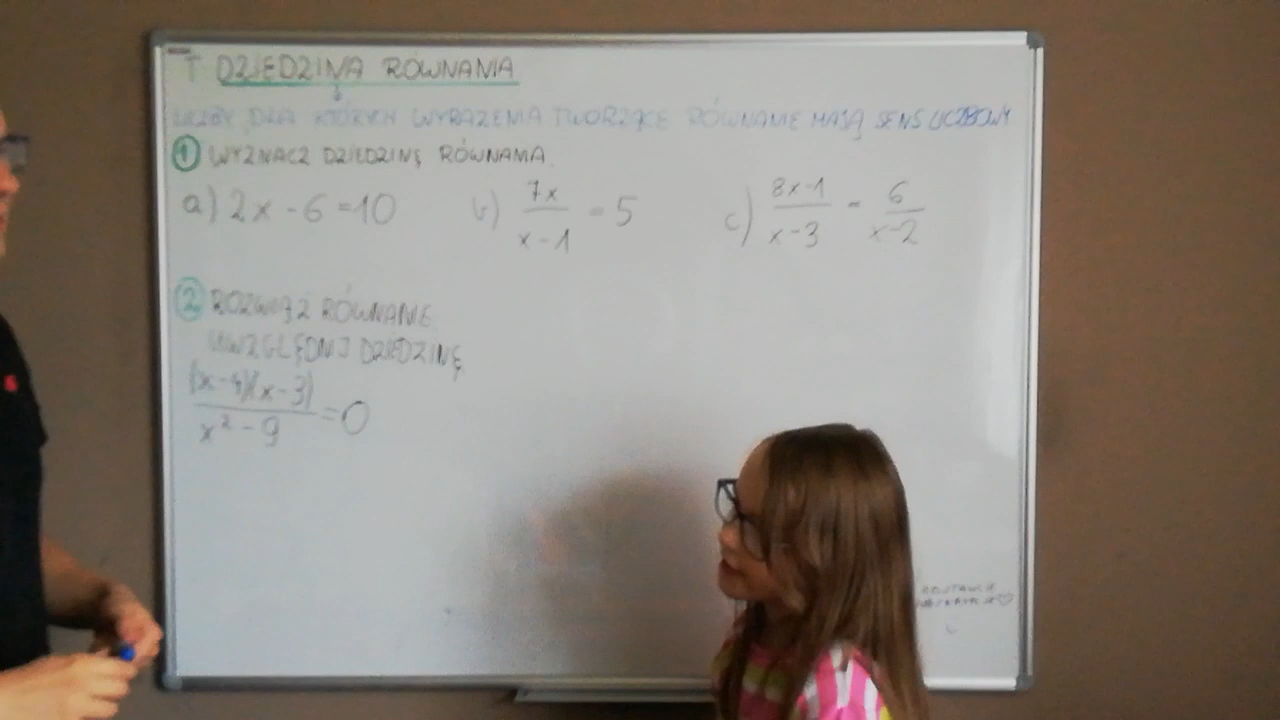 T DZIEDZINA RÓWNANIA
LICZBY DLA KTÓRYCH WYRAŻENIA TWORZĄCE RÓWNANIE MAJĄ SENS LICZBOWY
1 WYZNACZ DZIEDZINĘ RÓWNANIA
a) 2x - 6 = 10 b) 7x / x - 1 = 5 c) 8x - 1 / x - 3 = 6 / x - 2
2 ROZWIĄŻ RÓWNANIE
UWZGLĘDNIJ DZIEDZINĘ
(x - 4)(x - 3) / x² - 9 = 0